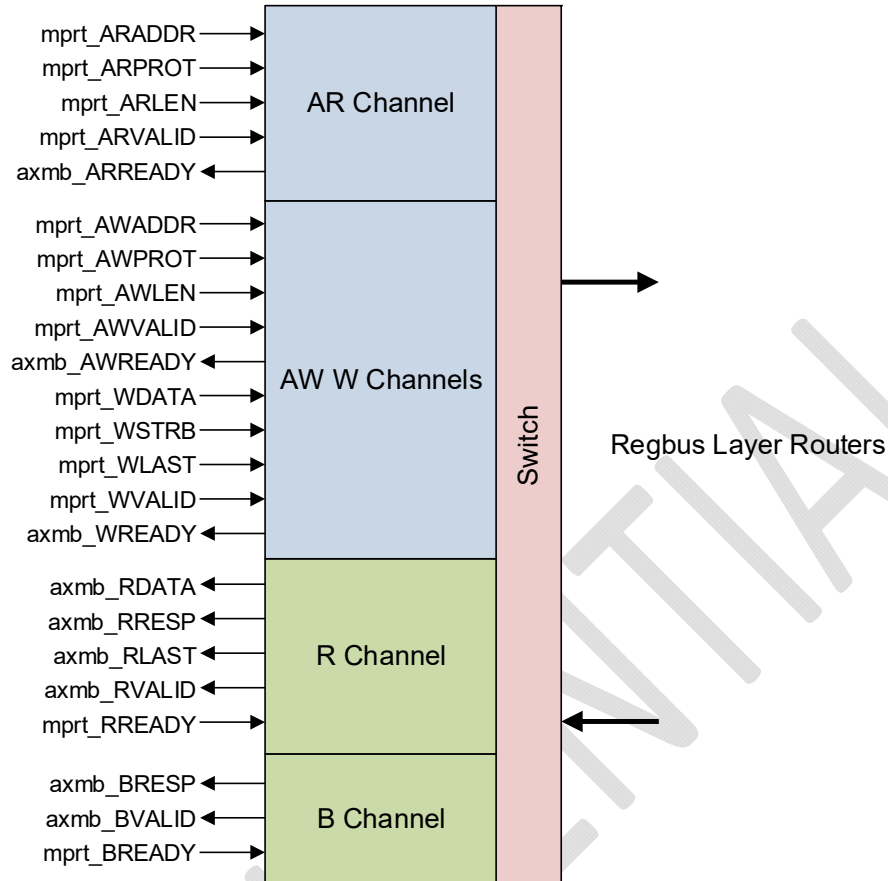 mprt_ARADDR
mprt_ARPROT
mprt_ARLEN
mprt_ARVALID
axmb_ARREADY
AR Channel
mprt_AWADDR
mprt_AWPROT
mprt_AWLEN
mprt_AWVALID
axmb_AWREADY
mprt_WDATA
mprt_WSTRB
mprt_WLAST
mprt_WVALID
axmb_WREADY
AW W Channels
axmb_RDATA
axmb_RRESP
axmb_RLAST
axmb_RVALID
mprt_RREADY
R Channel
axmb_BRESP
axmb_BVALID
mprt_BREADY
B Channel
Switch
Regbus Layer Routers
ENTIAL